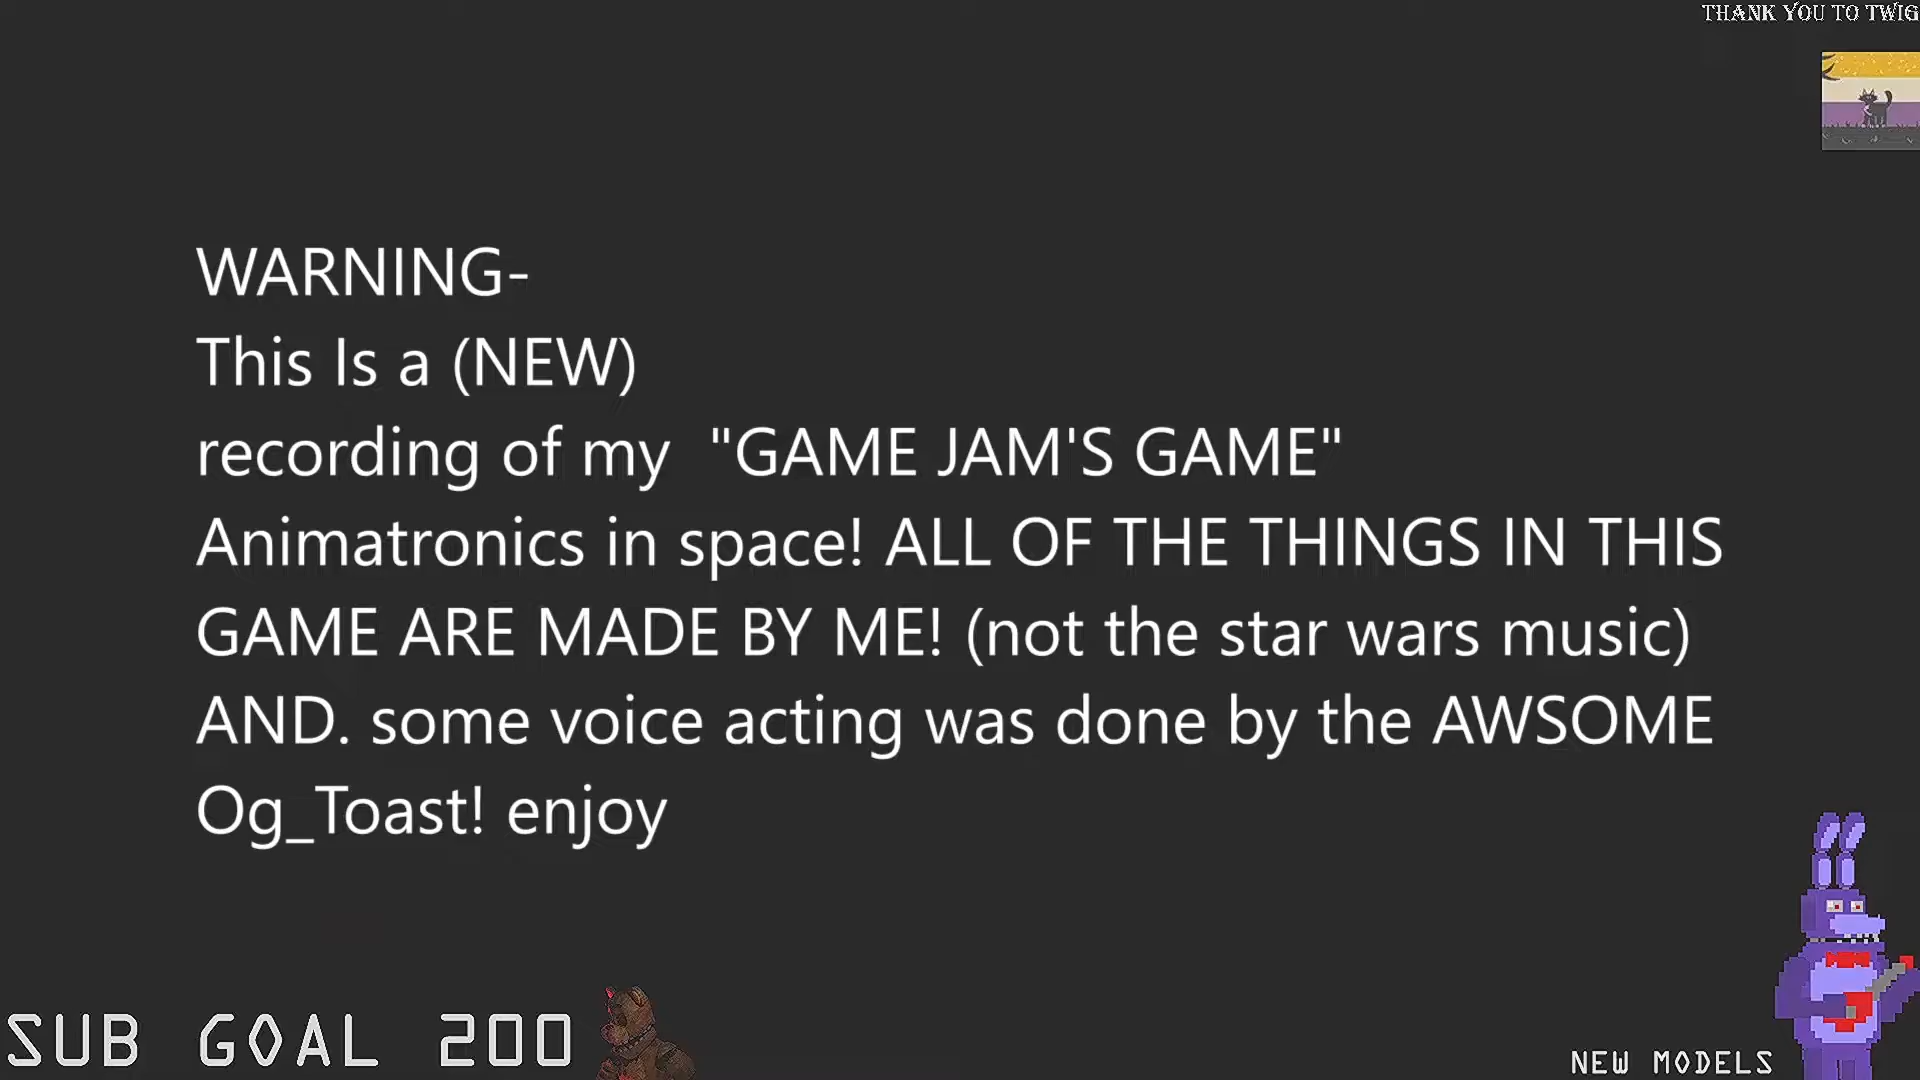 THANK YOU TO TWIG
WARNING-
This Is a (NEW)
recording of my  "GAME JAM'S GAME"
Animatronics in space! ALL OF THE THINGS IN THIS
GAME ARE MADE BY ME! (not the star wars music)
AND. some voice acting was done by the AWSOME
Og_Toast! enjoy
SUB GOAL 200
NEW MODELS